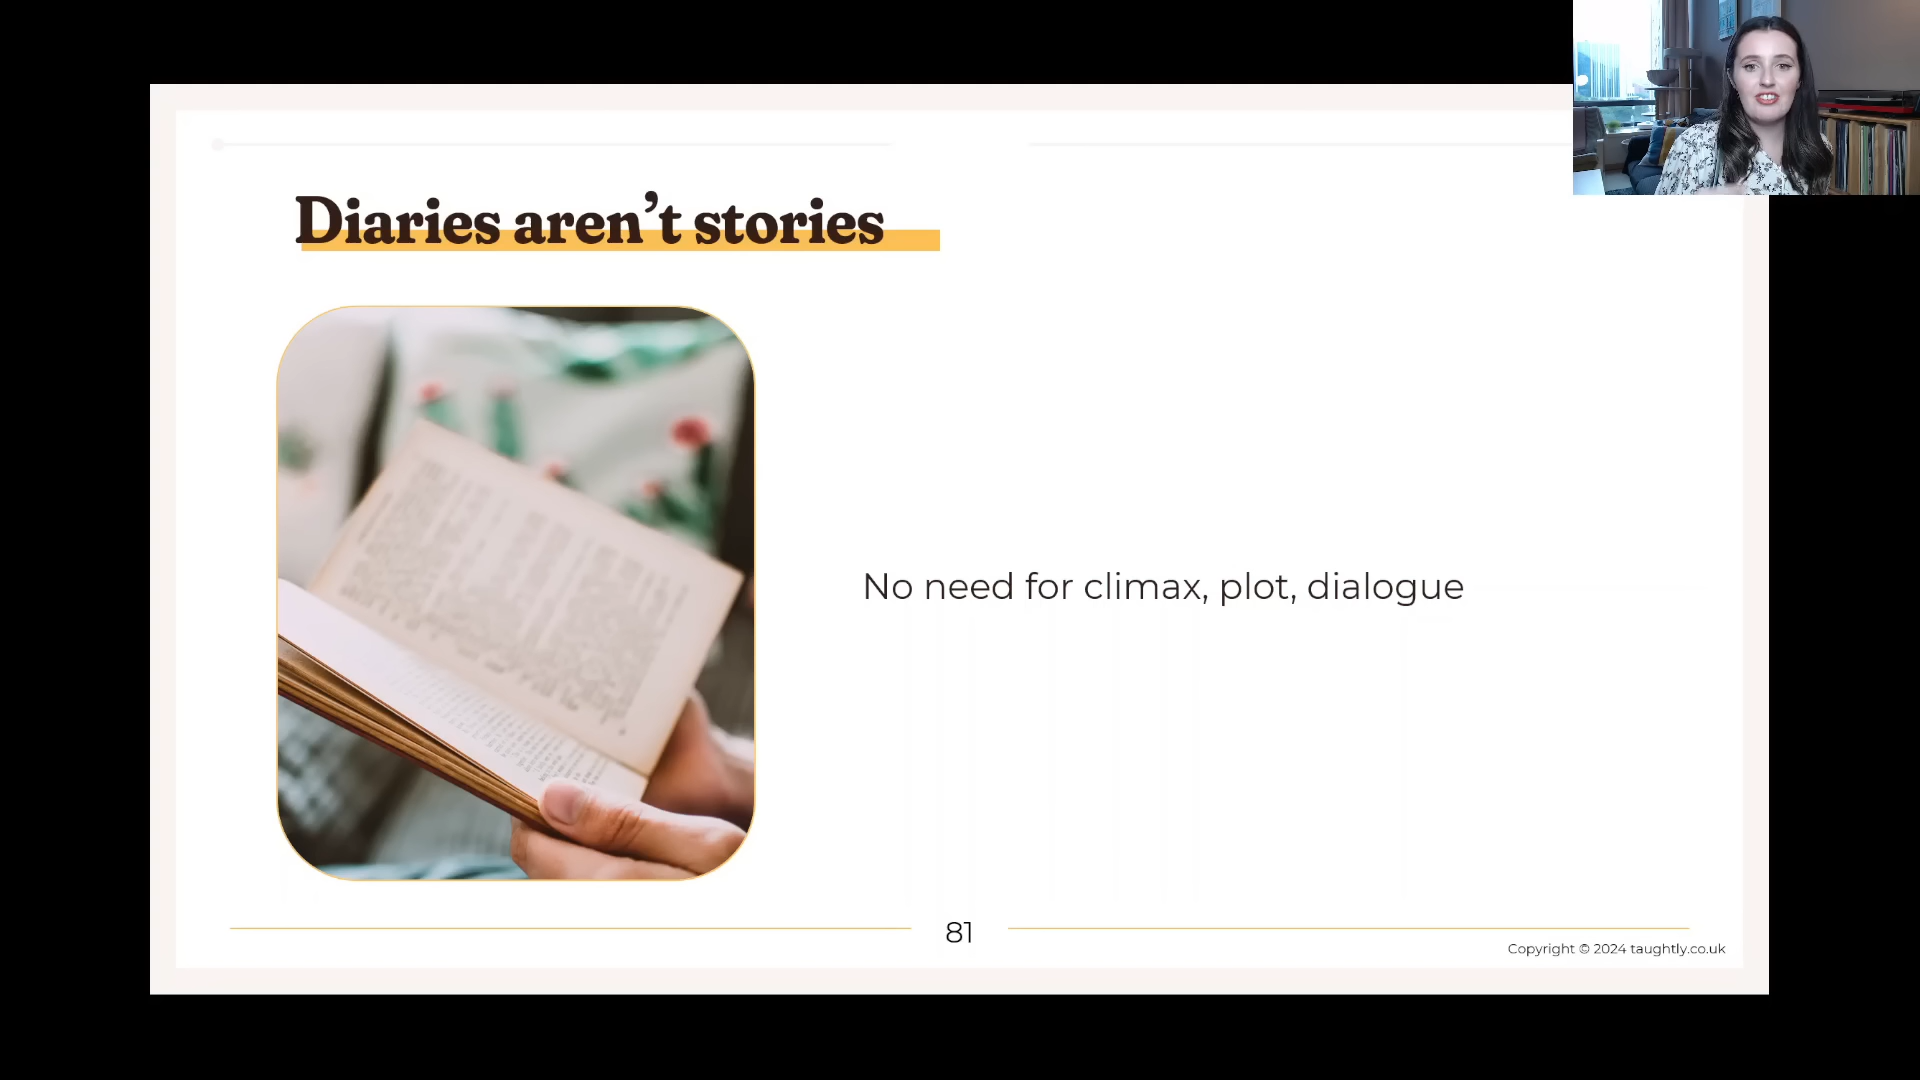 Diaries aren’t stories
No need for climax, plot, dialogue
81
Copyright © 2024 taughtly.co.uk